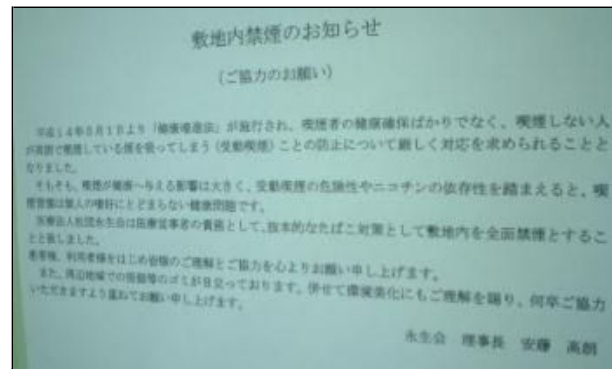 敷地内禁煙のお知らせ
（ご協力のお願い）
平成14年5月1日より「健康増進法」が施行され、喫煙者の健康確保ばかりでなく、喫煙しない人
が周囲で喫煙している煙を吸ってしまう（受動喫煙）ことの防止について厳しく対応を求められることと
なりました。
そもそも、喫煙が健康へ与える影響は大きく、受動喫煙の危険性やニコチンの依存性を踏まえると、喫
煙習慣は個人の嗜好にとどまらない健康問題です。
医療法人社団永生会は医療従事者の責務として、抜本的なたばこ対策として敷地内を全面禁煙とするこ
とと致しました。
患者様、利用者様をはじめ皆様のご理解とご協力を心よりお願い申し上げます。
また、周辺地域での吸殻等のゴミが目立っております。併せて環境美化にもご理解を賜り、何卒ご協力
いただきますよう重ねてお願い申し上げます。
永生会 理事長 安藤 高朗